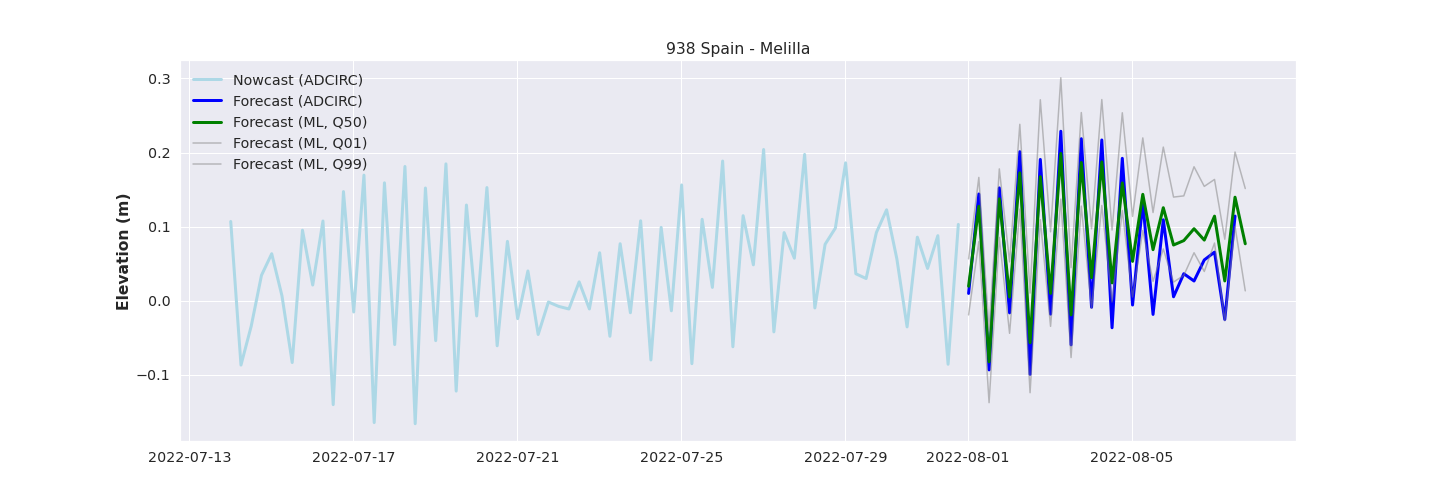 938 Spain - Melilla
Elevation (m)
0.3
0.2
0.1
0.0
−0.1
Nowcast (ADCIRC)
Forecast (ADCIRC)
Forecast (ML, Q50)
Forecast (ML, Q01)
Forecast (ML, Q99)
2022-07-13 2022-07-17 2022-07-21 2022-07-25 2022-07-29 2022-08-01 2022-08-05